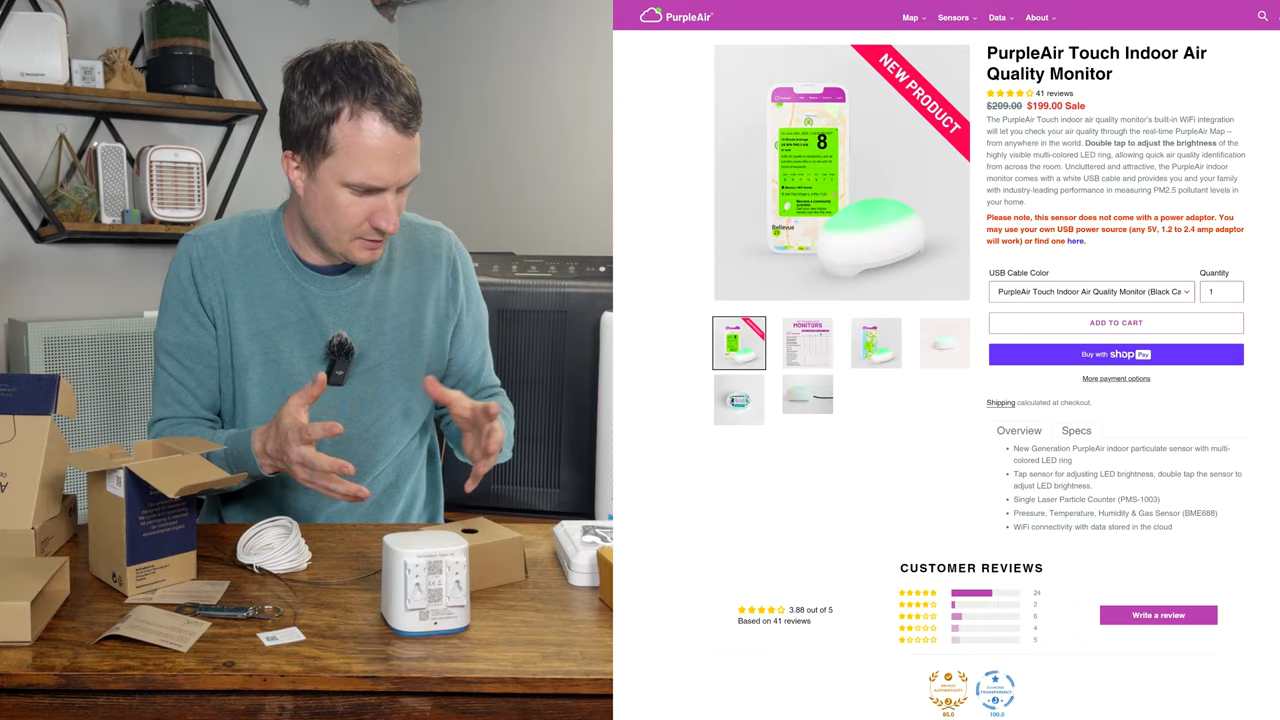 PurpleAir
Map
Sensors
Data
About
NEW PRODUCT
8
Bellevue
MONITORS
PurpleAir Touch Indoor Air
Quality Monitor
41 reviews
$209.00 $199.00 Sale
The PurpleAir Touch indoor air quality monitor's built-in WiFi integration
will let you check your air quality through the real-time PurpleAir Map –
from anywhere in the world. Double tap to adjust the brightness of the
highly visible multi-colored LED ring, allowing quick air quality identification
from across the room. Uncluttered and attractive, the PurpleAir indoor
monitor comes with a white USB cable and provides you and your family
with industry-leading performance in measuring PM2.5 pollutant levels in
your home.
Please note, this sensor does not come with a power adaptor. You
may use your own USB power source (any 5V, 1.2 to 2.4 amp adaptor
will work) or find one here.
USB Cable Color
Quantity
PurpleAir Touch Indoor Air Quality Monitor (Black Ca
1
ADD TO CART
Buy with shop Pay
More payment options
Shipping calculated at checkout.
Overview
Specs
• New Generation PurpleAir indoor particulate sensor with multi-
colored LED ring
• Tap sensor for adjusting LED brightness, double tap the sensor to
adjust LED brightness.
• Single Laser Particle Counter (PMS-1003)
• Pressure, Temperature, Humidity & Gas Sensor (BME688)
• WiFi connectivity with data stored in the cloud
CUSTOMER REVIEWS
3.88 out of 5
Based on 41 reviews
24
2
6
4
5
Write a review
AUTHENTICITY
85.0
TRANSPARENCY
100.0